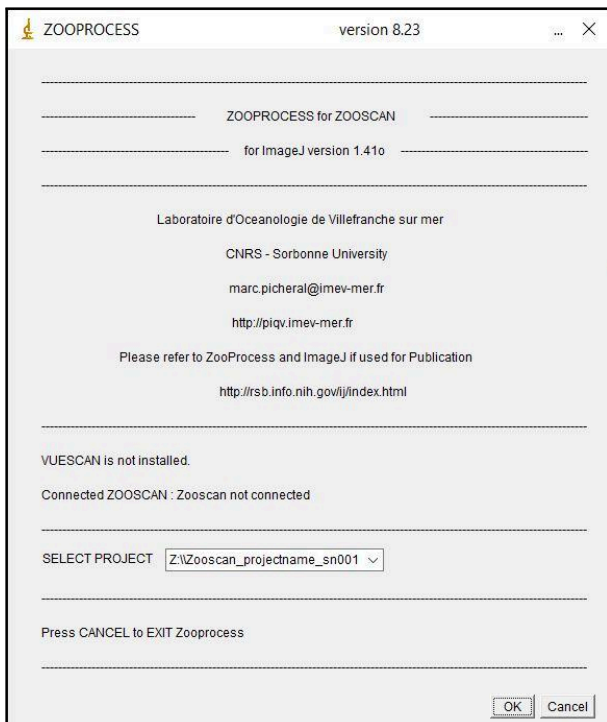 ZOOPROCESS version 8.23 ...
ZOOPROCESS for ZOOSCAN
for ImageJ version 1.41o
Laboratoire d'Oceanologie de Villefranche sur mer
CNRS - Sorbonne University
marc.picheral@imev-mer.fr
http://piqv.imev-mer.fr
Please refer to ZooProcess and ImageJ if used for Publication
http://rsb.info.nih.gov/ij/index.html
VUESCAN is not installed.
Connected ZOOSCAN : Zooscan not connected
SELECT PROJECT Z:\\Zooscan_projectname_sn001
Press CANCEL to EXIT Zooprocess
OK Cancel